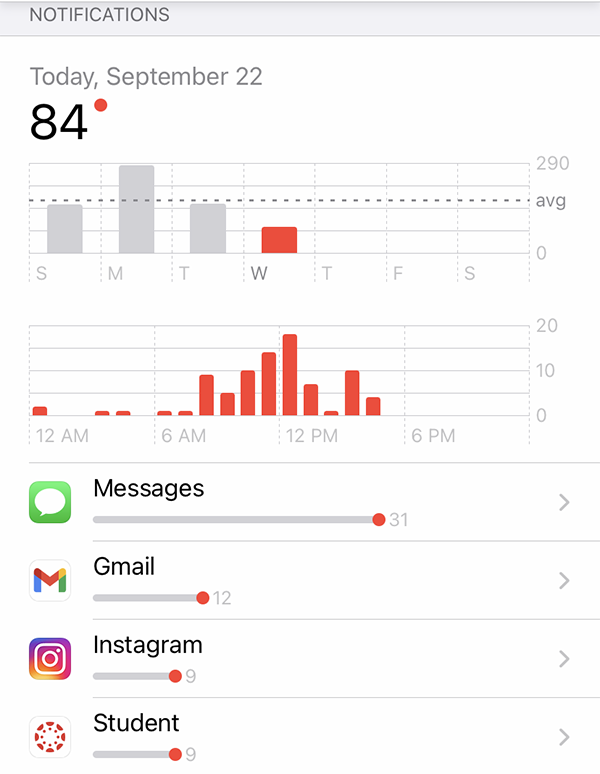 NOTIFICATIONS
Today, September 22
84
290
avg
0
S M T W T F S
20
10
0
12 AM 6 AM 12 PM 6 PM
Messages
31
Gmail
12
Instagram
9
Student
9